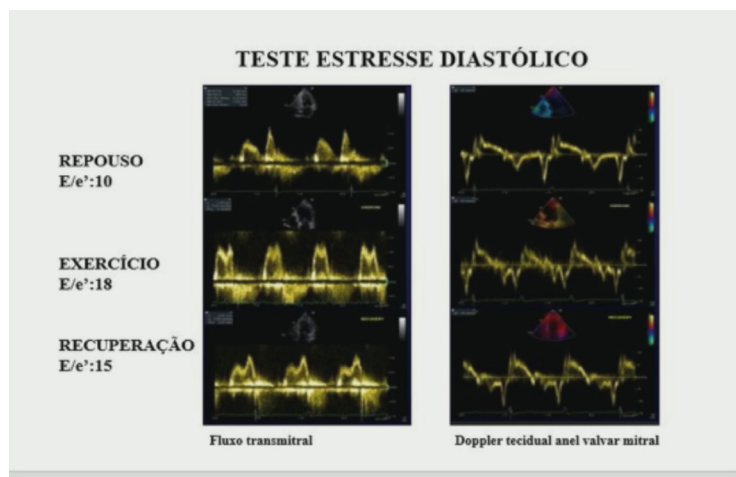 TESTE ESTRESSE DIASTÓLICO
REPOUSO
E/e’:10
EXERCÍCIO
E/e’:18
RECUPERAÇÃO
E/e’:15
Fluxo transmitral
Doppler tecidual anel valvar mitral